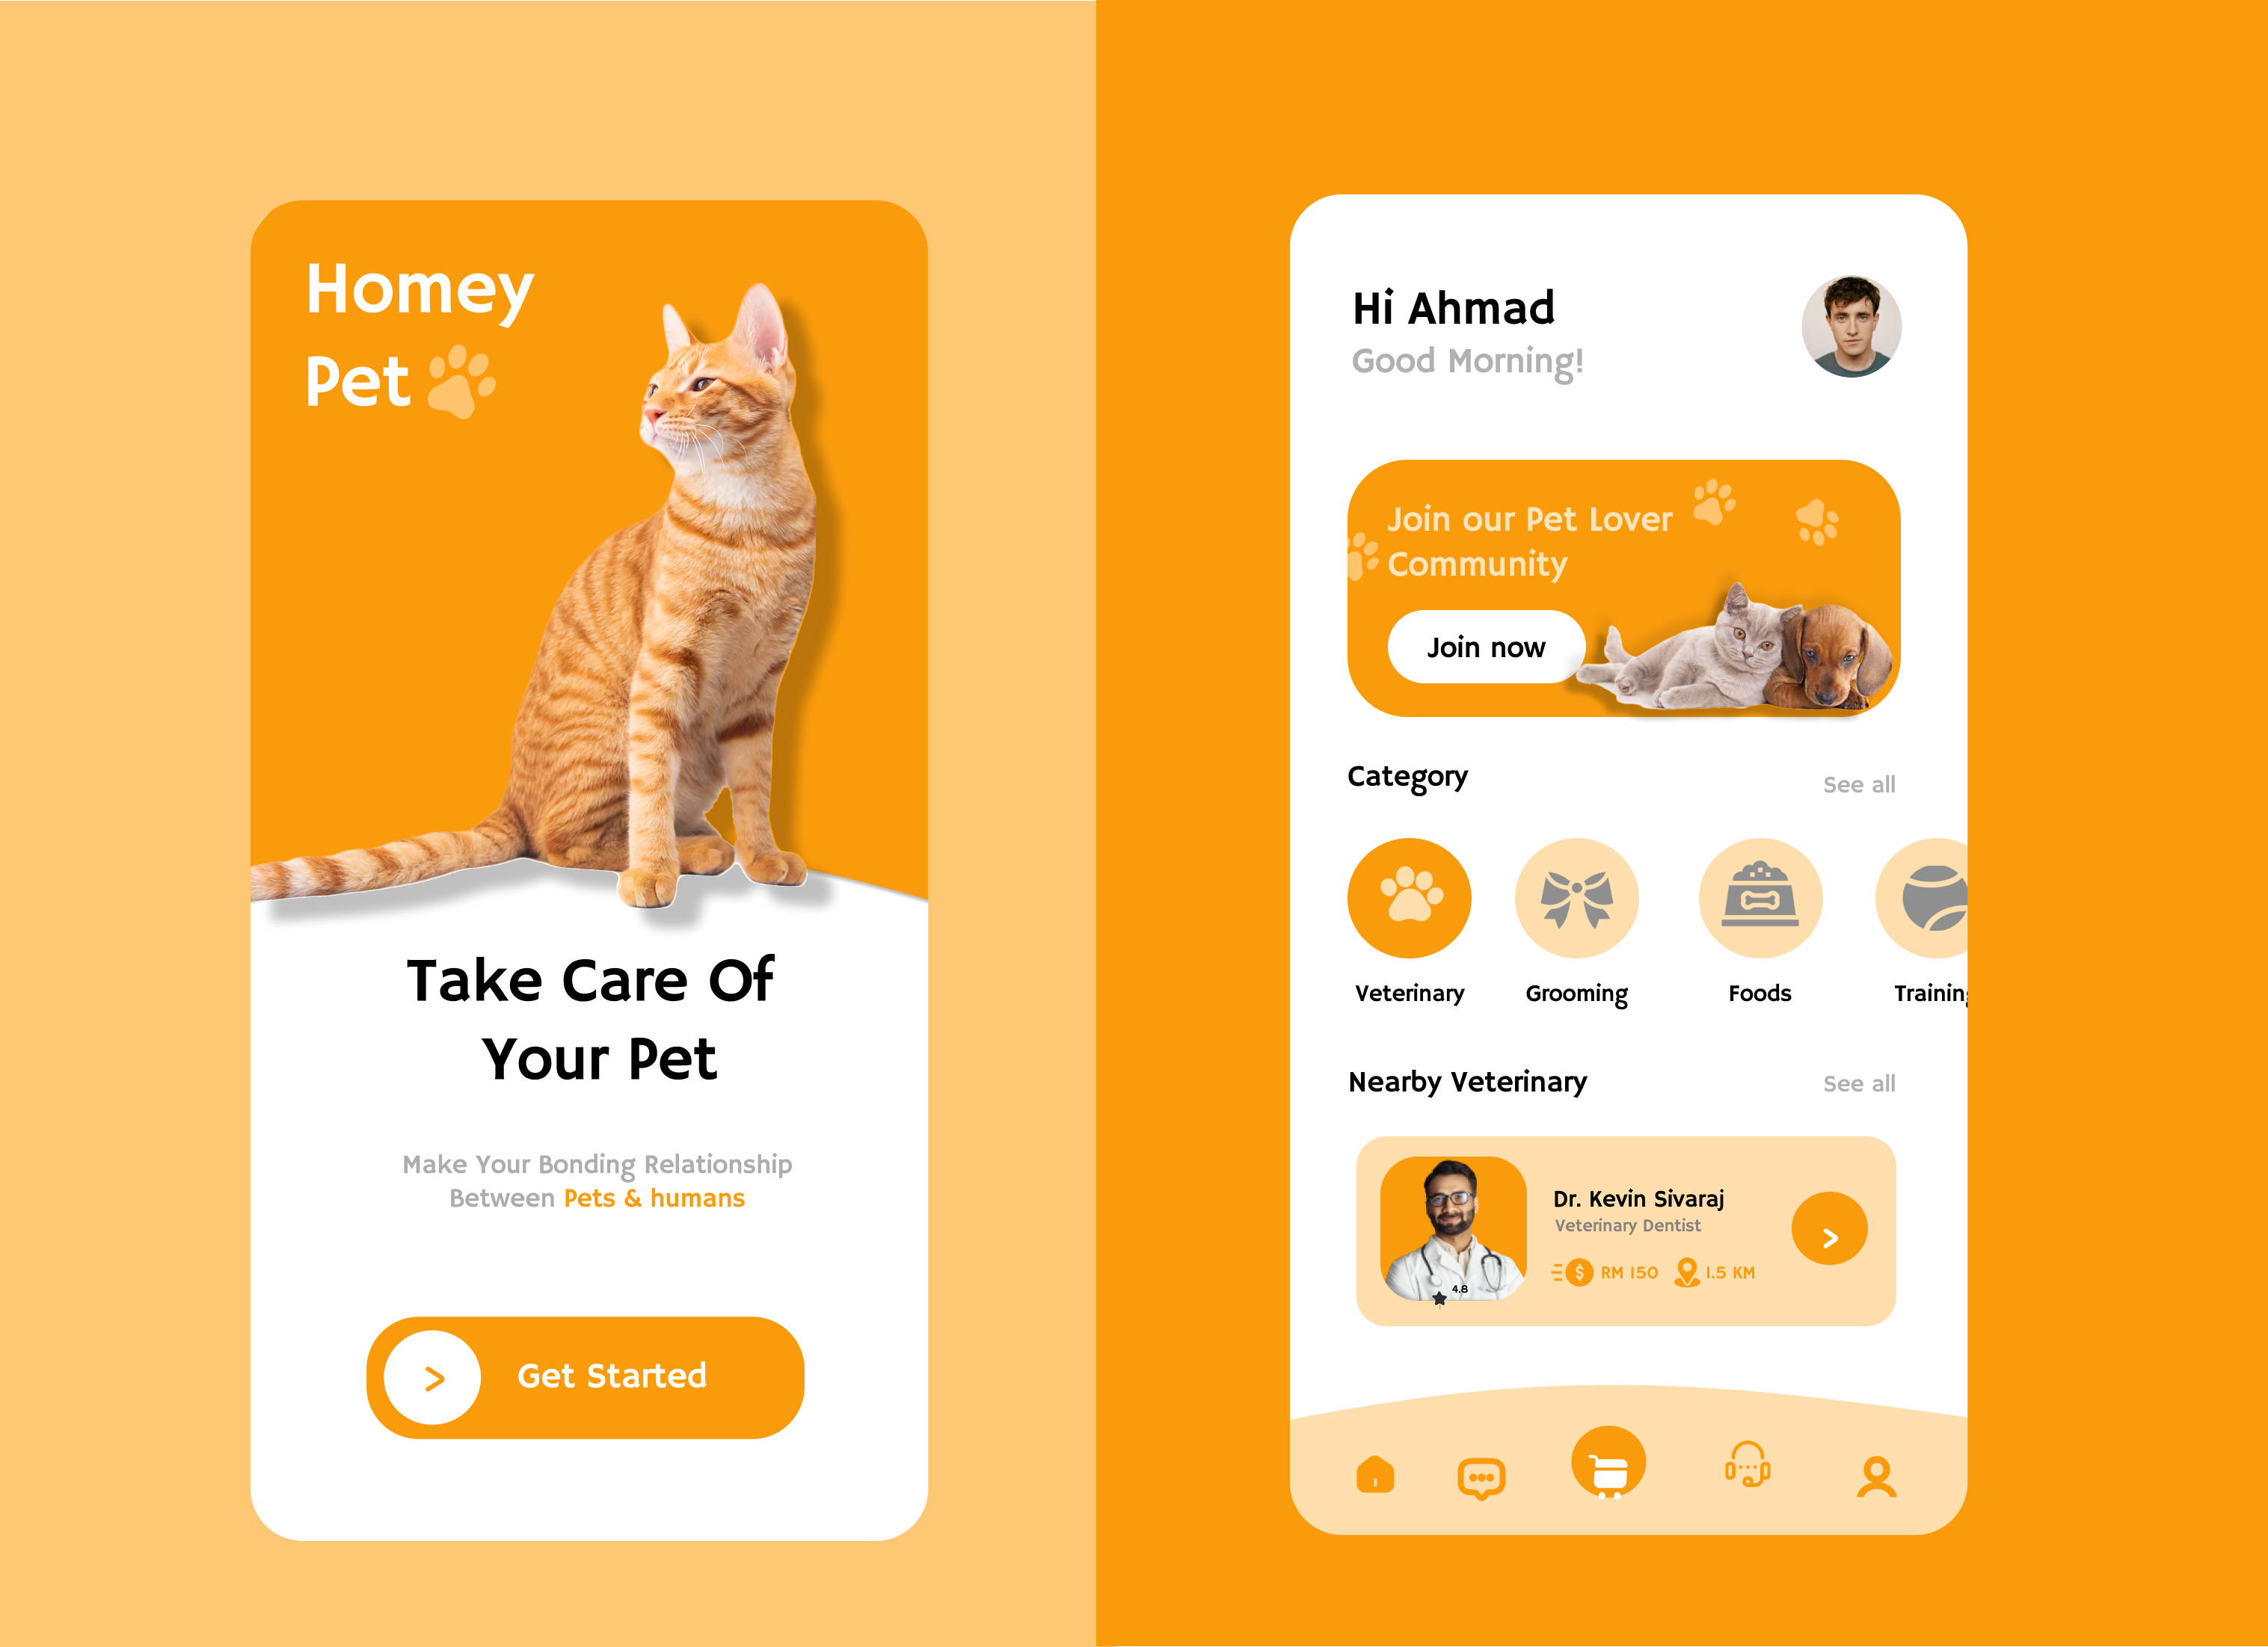 Homey
Pet
Take Care Of
Your Pet
Make Your Bonding Relationship
Between Pets & humans
> Get Started
Hi Ahmad
Good Morning!
Join our Pet Lover
Community
Join now
Category
See all
Veterinary
Grooming
Foods
Training
Nearby Veterinary
See all
Dr. Kevin Sivaraj
Veterinary Dentist
$ RM 150
1.5 KM
4.8
>